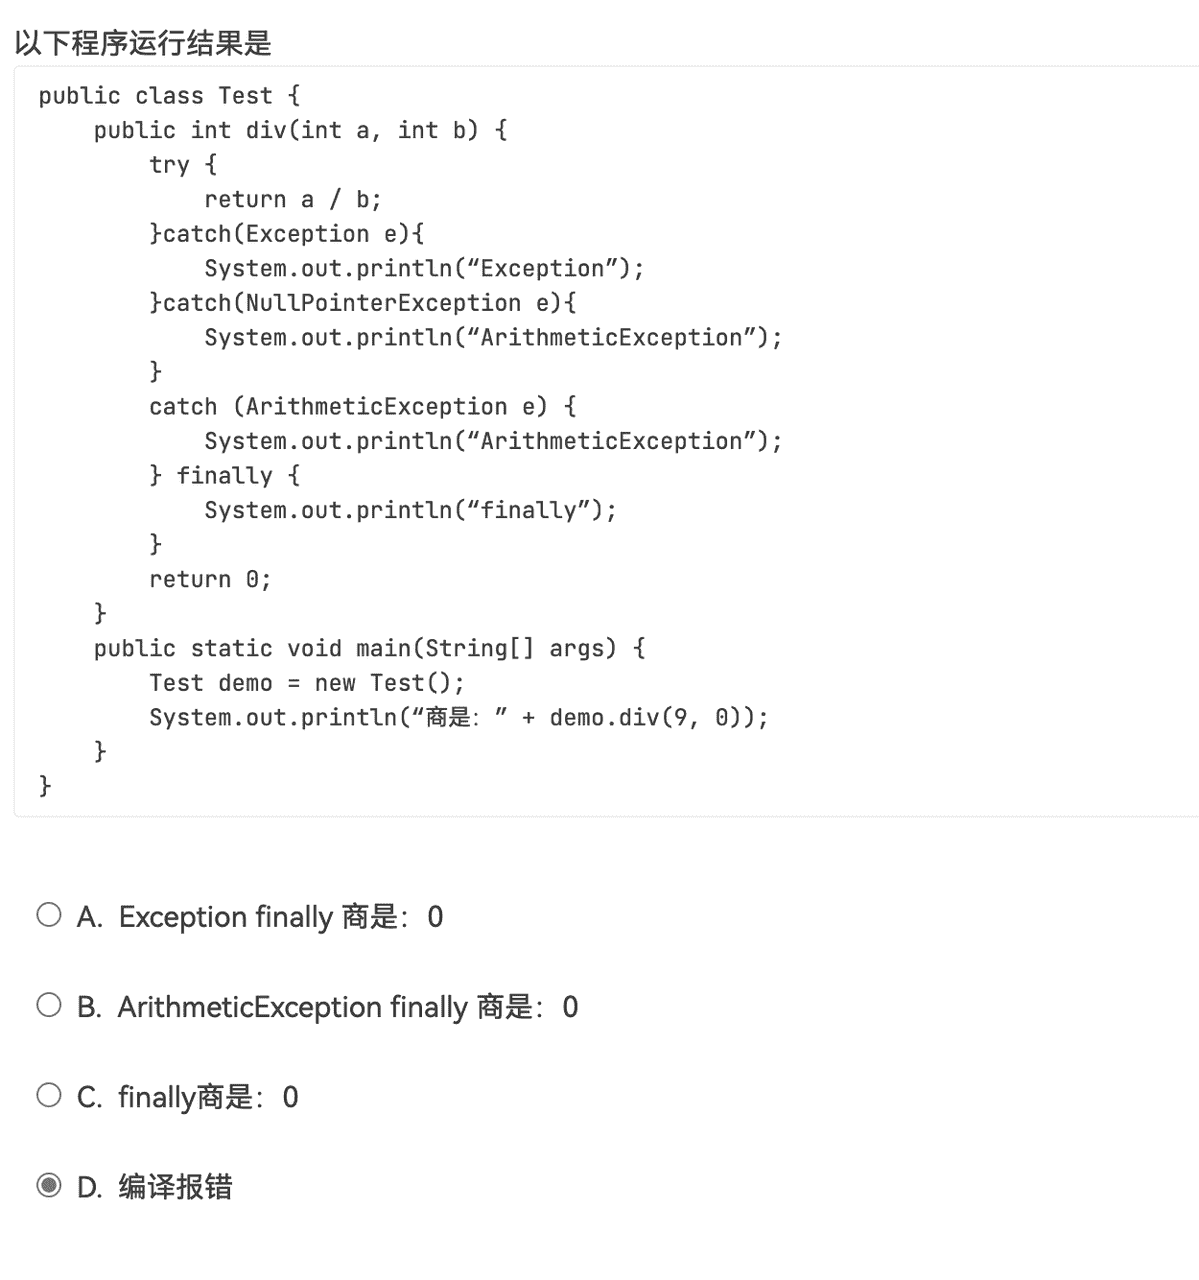 以下程序运行结果是
public class Test {
    public int div(int a, int b) {
        try {
            return a / b;
        }catch(Exception e){
            System.out.println(“Exception”);
        }catch(NullPointerException e){
            System.out.println(“ArithmeticException”);
        }
        catch (ArithmeticException e) {
            System.out.println(“ArithmeticException”);
        } finally {
            System.out.println(“finally”);
        }
        return 0;
    }
    public static void main(String[] args) {
        Test demo = new Test();
        System.out.println(“商是：” + demo.div(9, 0));
    }
}
A. Exception finally 商是：0
B. ArithmeticException finally 商是：0
C. finally商是：0
D. 编译报错